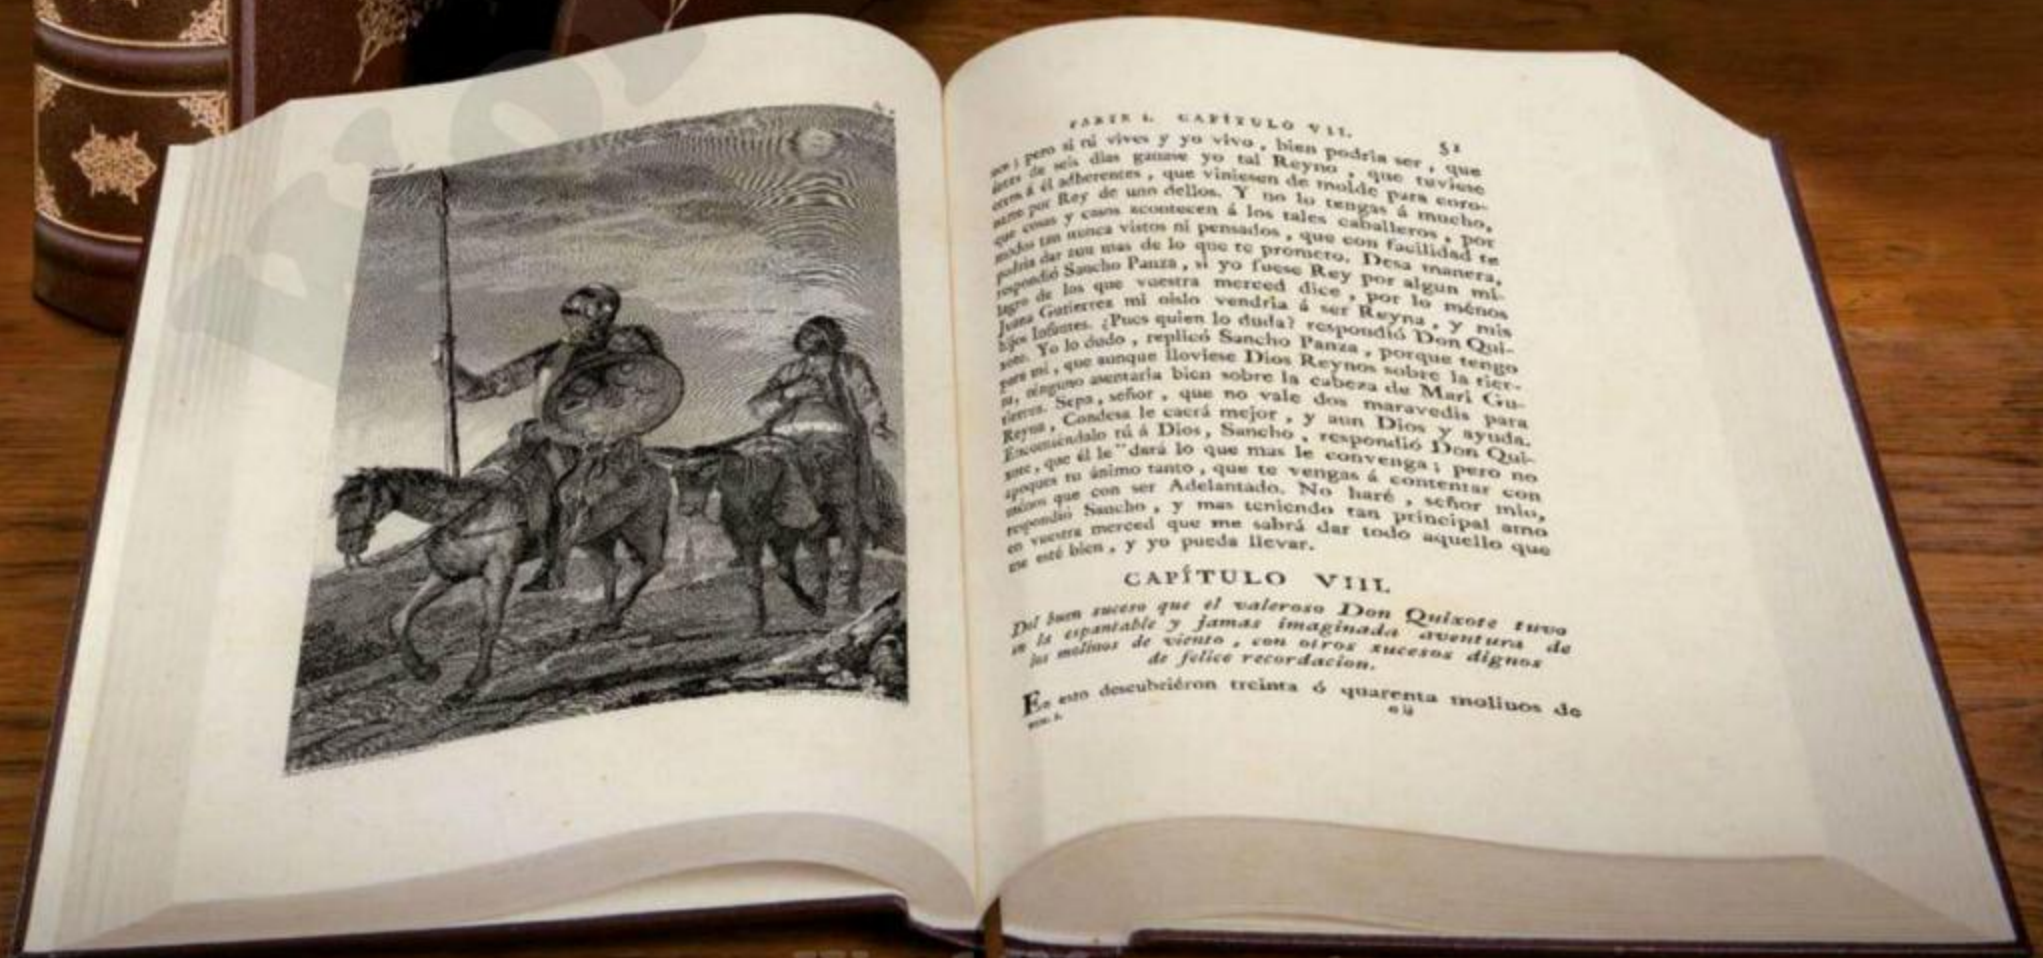 PARTE I. CAPÍTULO VII.
51
pero si tú vives y yo vivo, bien podria ser, que
ántes de seis dias ganase yo tal Reyno, que tuviese
otros á él adherentes, que viniesen de molde para coro-
narte por Rey de uno dellos. Y no lo tengas á mucho,
que cosas y casos acontecen á los tales caballeros, por
modos tan nunca vistos ni pensados, que con facilidad te
podria dar aun mas de lo que te prometo. Desa manera,
respondió Sancho Panza, si yo fuese Rey por algun mi-
lagro de los que vuestra merced dice, por lo ménos
Juana Gutierrez mi oislo vendria á ser Reyna, y mis
hijos Infantes. ¿Pues quien lo duda? respondió Don Qui-
xote. Yo lo dudo, replicó Sancho Panza, porque tengo
para mi, que aunque lloviese Dios Reynos sobre la tier-
ra, ninguno asentaria bien sobre la cabeza de Mari Gu-
tierrez. Sepa, señor, que no vale dos maravedis para
Reyna, Condesa le caerá mejor, y aun Dios y ayuda.
Encomiéndalo tú á Dios, Sancho, respondió Don Qui-
xote, que él le dará lo que mas le convenga; pero no
apoques tu ánimo tanto, que te vengas á contentar con
ménos que con ser Adelantado. No haré, señor mio,
respondió Sancho, y mas teniendo tan principal amo
en vuestra merced que me sabrá dar todo aquello que
me esté bien, y yo pueda llevar.
CAPÍTULO VIII.
Del buen suceso que el valeroso Don Quixote tuvo
en la espantable y jamas imaginada aventura de
los molinos de viento, con otros sucesos dignos
de felice recordacion.
En esto descubriéron treinta ó quarenta molinos de